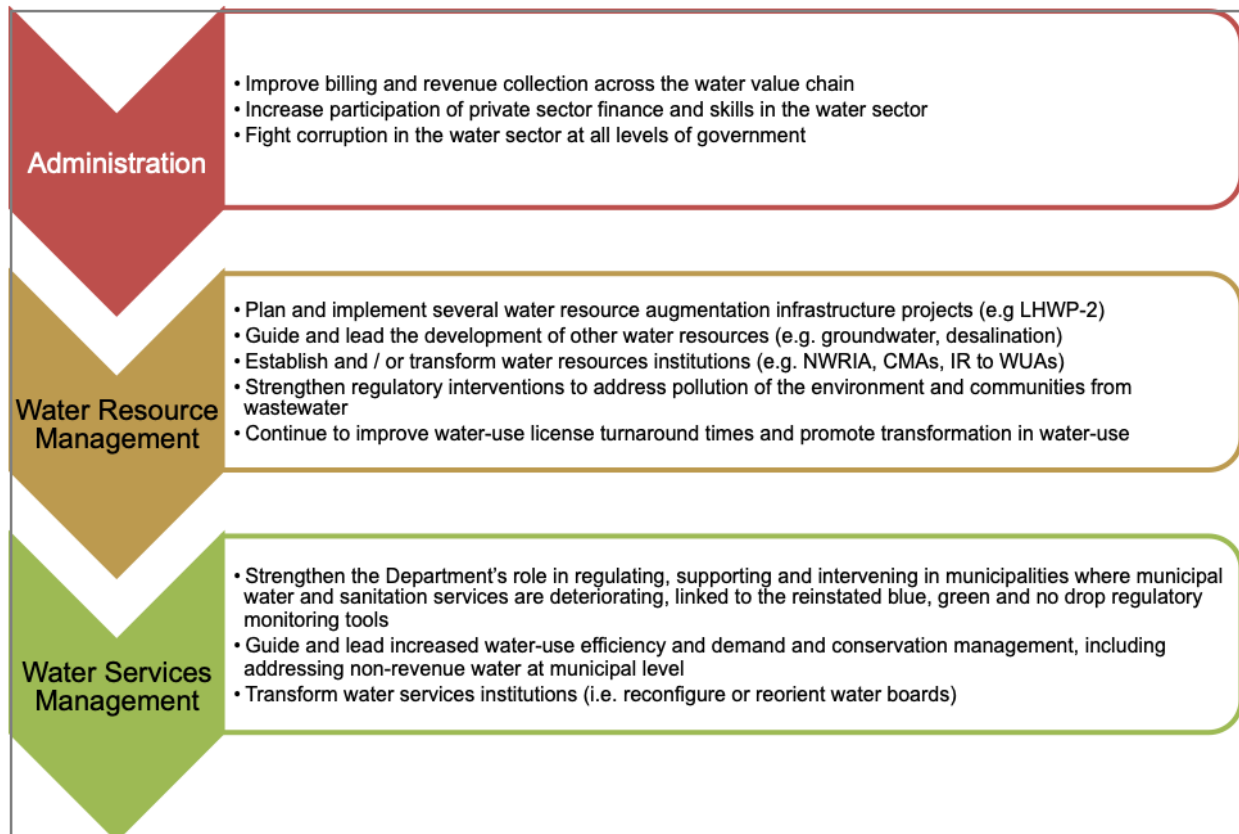 Administration
• Improve billing and revenue collection across the water value chain
• Increase participation of private sector finance and skills in the water sector
• Fight corruption in the water sector at all levels of government
Water Resource
Management
• Plan and implement several water resource augmentation infrastructure projects (e.g LHWP-2)
• Guide and lead the development of other water resources (e.g. groundwater, desalination)
• Establish and / or transform water resources institutions (e.g. NWRIA, CMAs, IR to WUAs)
• Strengthen regulatory interventions to address pollution of the environment and communities from
wastewater
• Continue to improve water-use license turnaround times and promote transformation in water-use
Water Services
Management
• Strengthen the Department’s role in regulating, supporting and intervening in municipalities where municipal
water and sanitation services are deteriorating, linked to the reinstated blue, green and no drop regulatory
monitoring tools
• Guide and lead increased water-use efficiency and demand and conservation management, including
addressing non-revenue water at municipal level
• Transform water services institutions (i.e. reconfigure or reorient water boards)